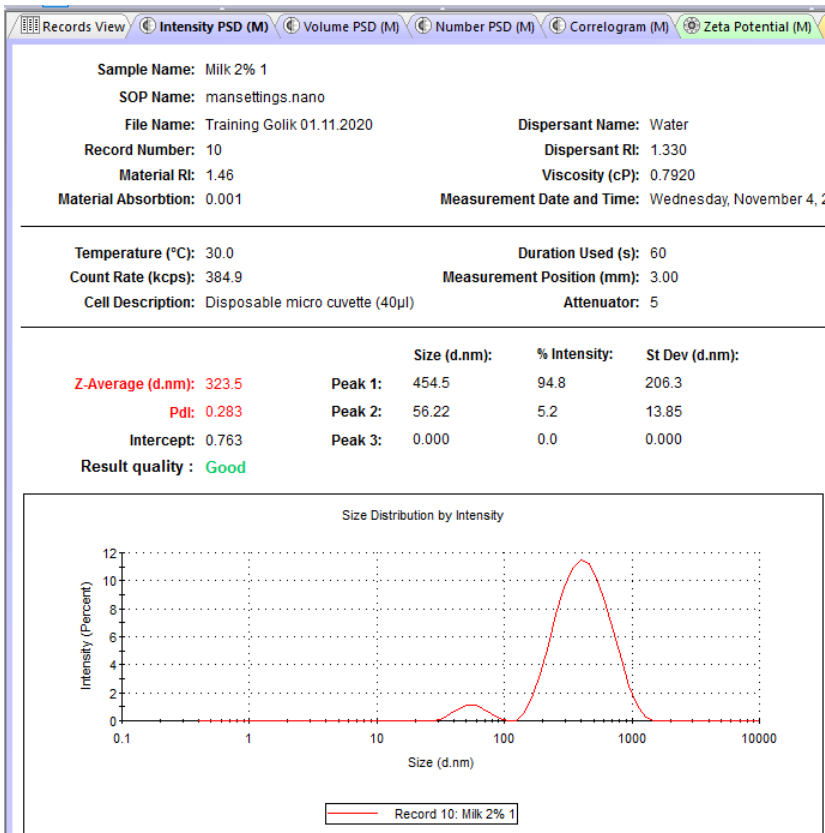 Records View Intensity PSD (M) Volume PSD (M) Number PSD (M) Correlogram (M) Zeta Potential (M)
Sample Name: Milk 2% 1
SOP Name: mansettings.nano
File Name: Training Golik 01.11.2020 Dispersant Name: Water
Record Number: 10 Dispersant RI: 1.330
Material RI: 1.46 Viscosity (cP): 0.7920
Material Absorbtion: 0.001 Measurement Date and Time: Wednesday, November 4, 2
Temperature (°C): 30.0 Duration Used (s): 60
Count Rate (kcps): 384.9 Measurement Position (mm): 3.00
Cell Description: Disposable micro cuvette (40µl) Attenuator: 5
Size (d.nm): % Intensity: St Dev (d.nm):
Z-Average (d.nm): 323.5 Peak 1: 454.5 94.8 206.3
PdI: 0.283 Peak 2: 56.22 5.2 13.85
Intercept: 0.763 Peak 3: 0.000 0.0 0.000
Result quality : Good
Size Distribution by Intensity
Intensity (Percent)
12
10
8
6
4
2
0
0.1 1 10 100 1000 10000
Size (d.nm)
Record 10: Milk 2% 1